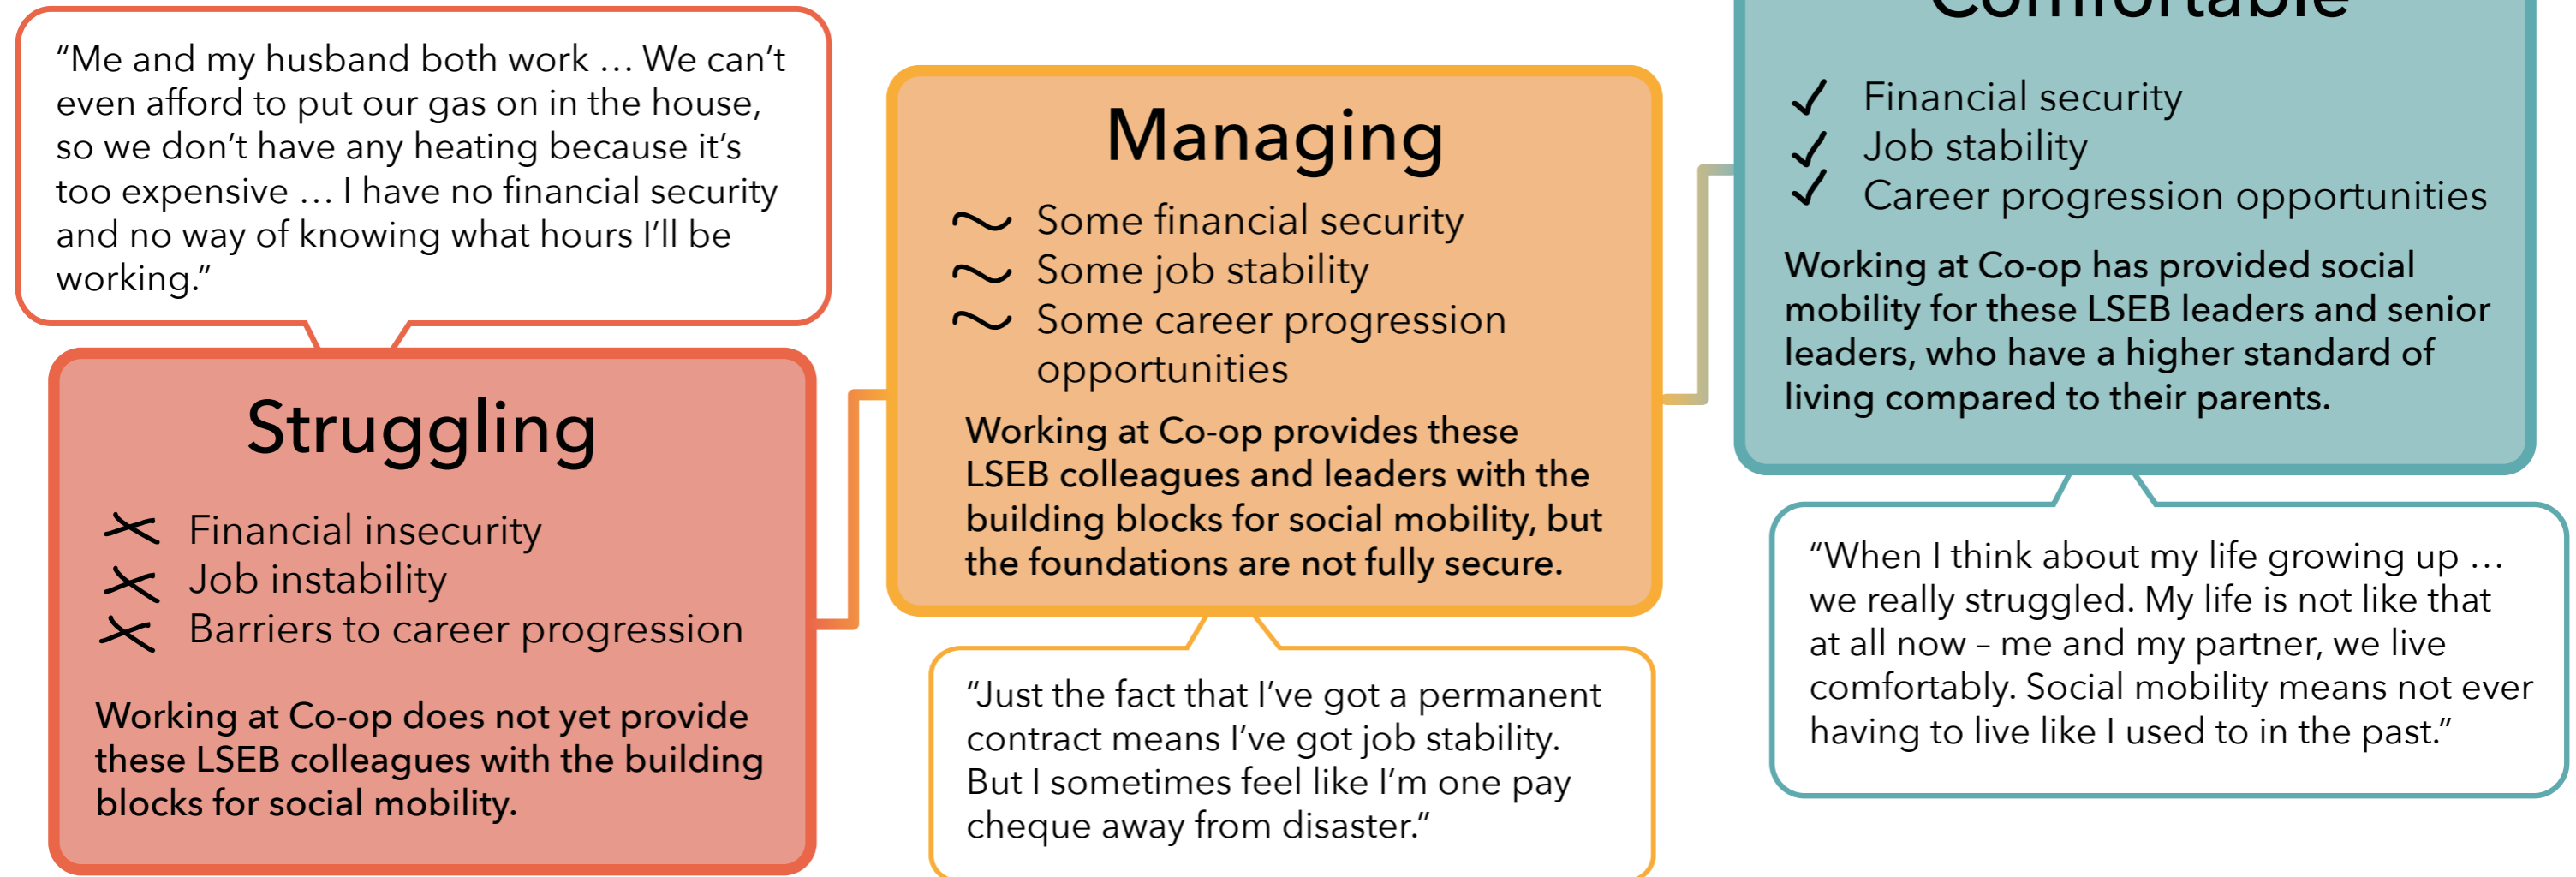 “Me and my husband both work … We can’t
even afford to put our gas on in the house,
so we don’t have any heating because it’s
too expensive … I have no financial security
and no way of knowing what hours I’ll be
working.”
Struggling
Financial insecurity
Job instability
Barriers to career progression
Working at Co-op does not yet provide
these LSEB colleagues with the building
blocks for social mobility.
Managing
Some financial security
Some job stability
Some career progression
opportunities
Working at Co-op provides these
LSEB colleagues and leaders with the
building blocks for social mobility, but
the foundations are not fully secure.
“Just the fact that I’ve got a permanent
contract means I’ve got job stability.
But I sometimes feel like I’m one pay
cheque away from disaster.”
Comfortable
Financial security
Job stability
Career progression opportunities
Working at Co-op has provided social
mobility for these LSEB leaders and senior
leaders, who have a higher standard of
living compared to their parents.
“When I think about my life growing up …
we really struggled. My life is not like that
at all now – me and my partner, we live
comfortably. Social mobility means not ever
having to live like I used to in the past.”